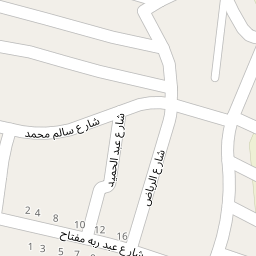 شارع سالم محمد
شارع عبد الحميد
شارع الرياض
2 4 8 10 12 16
شارع عبد ربه مفتاح
1 3 5 7 8